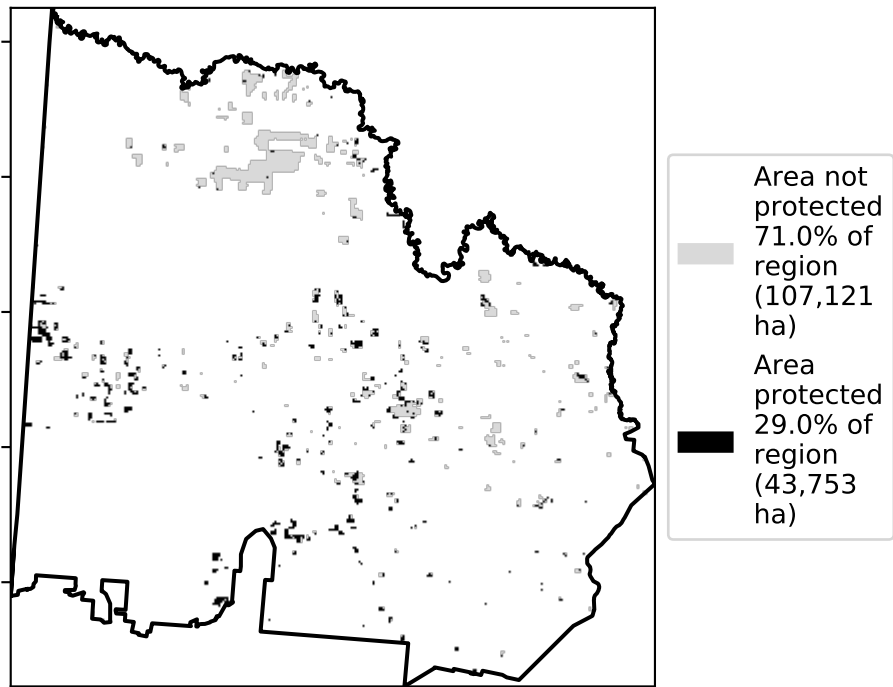 Area not
protected
71.0% of
region
(107,121
ha)
Area
protected
29.0% of
region
(43,753
ha)